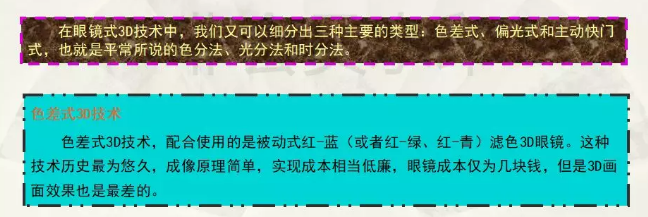 在眼镜式3D技术中，我们又可以细分出三种主要的类型：色差式、偏光式和主动快门
式，也就是平常所说的色分法、光分法和时分法。
色差式3D技术
色差式3D技术，配合使用的是被动式红-蓝（或者红-绿、红-青）滤色3D眼镜。这种
技术历史最为悠久，成像原理简单，实现成本相当低廉，眼镜成本仅为几块钱，但是3D画
面效果也是最差的。